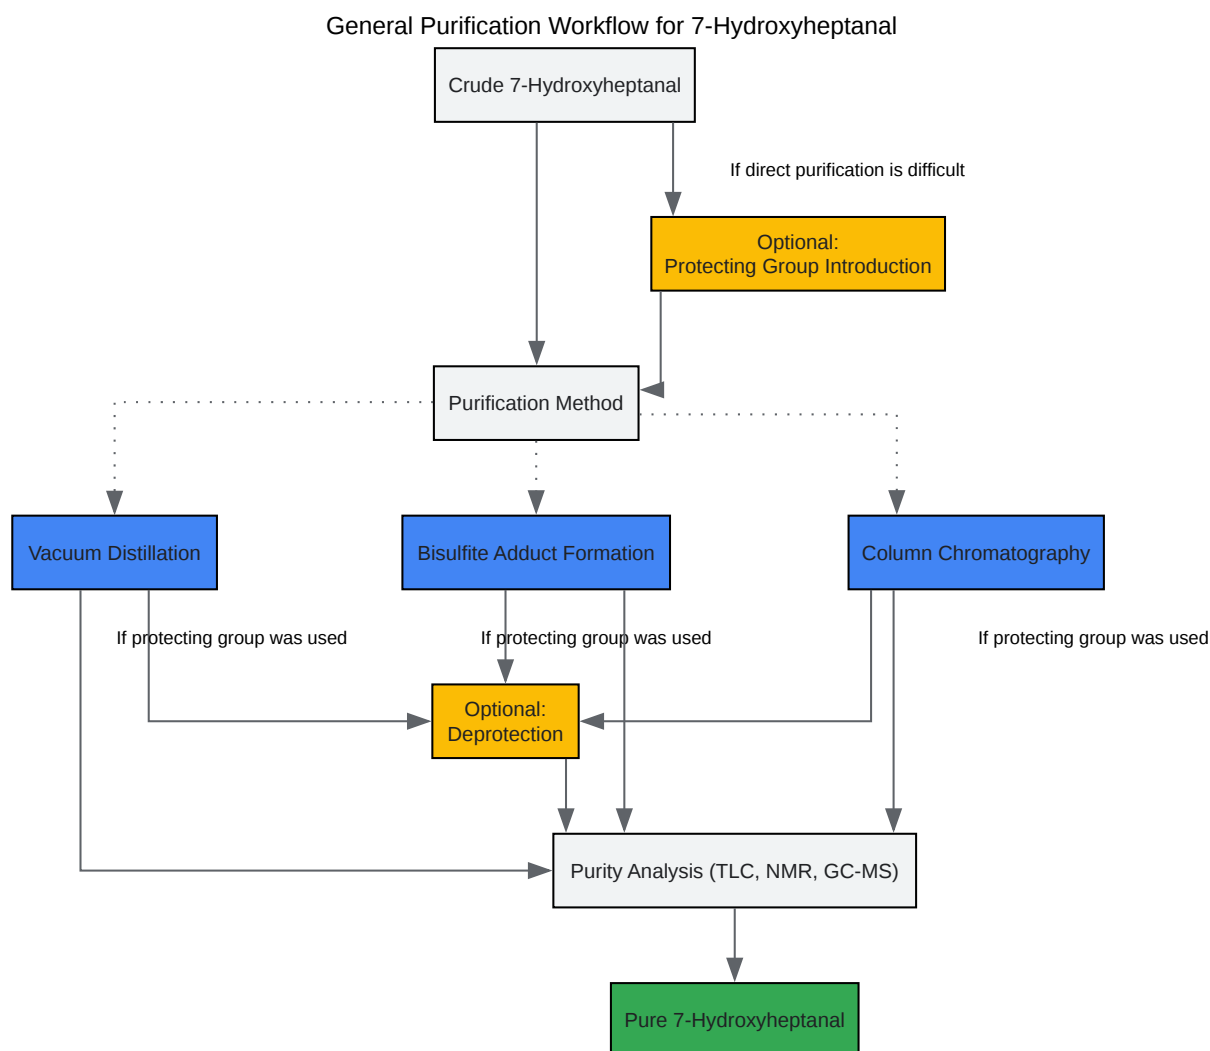 General Purification Workflow for 7-Hydroxyheptanal
Crude 7-Hydroxyheptanal
If direct purification is difficult
Optional:
Protecting Group Introduction
Purification Method
Vacuum Distillation
Bisulfite Adduct Formation
Column Chromatography
If protecting group was used
If protecting group was used
If protecting group was used
Optional:
Deprotection
Purity Analysis (TLC, NMR, GC-MS)
Pure 7-Hydroxyheptanal